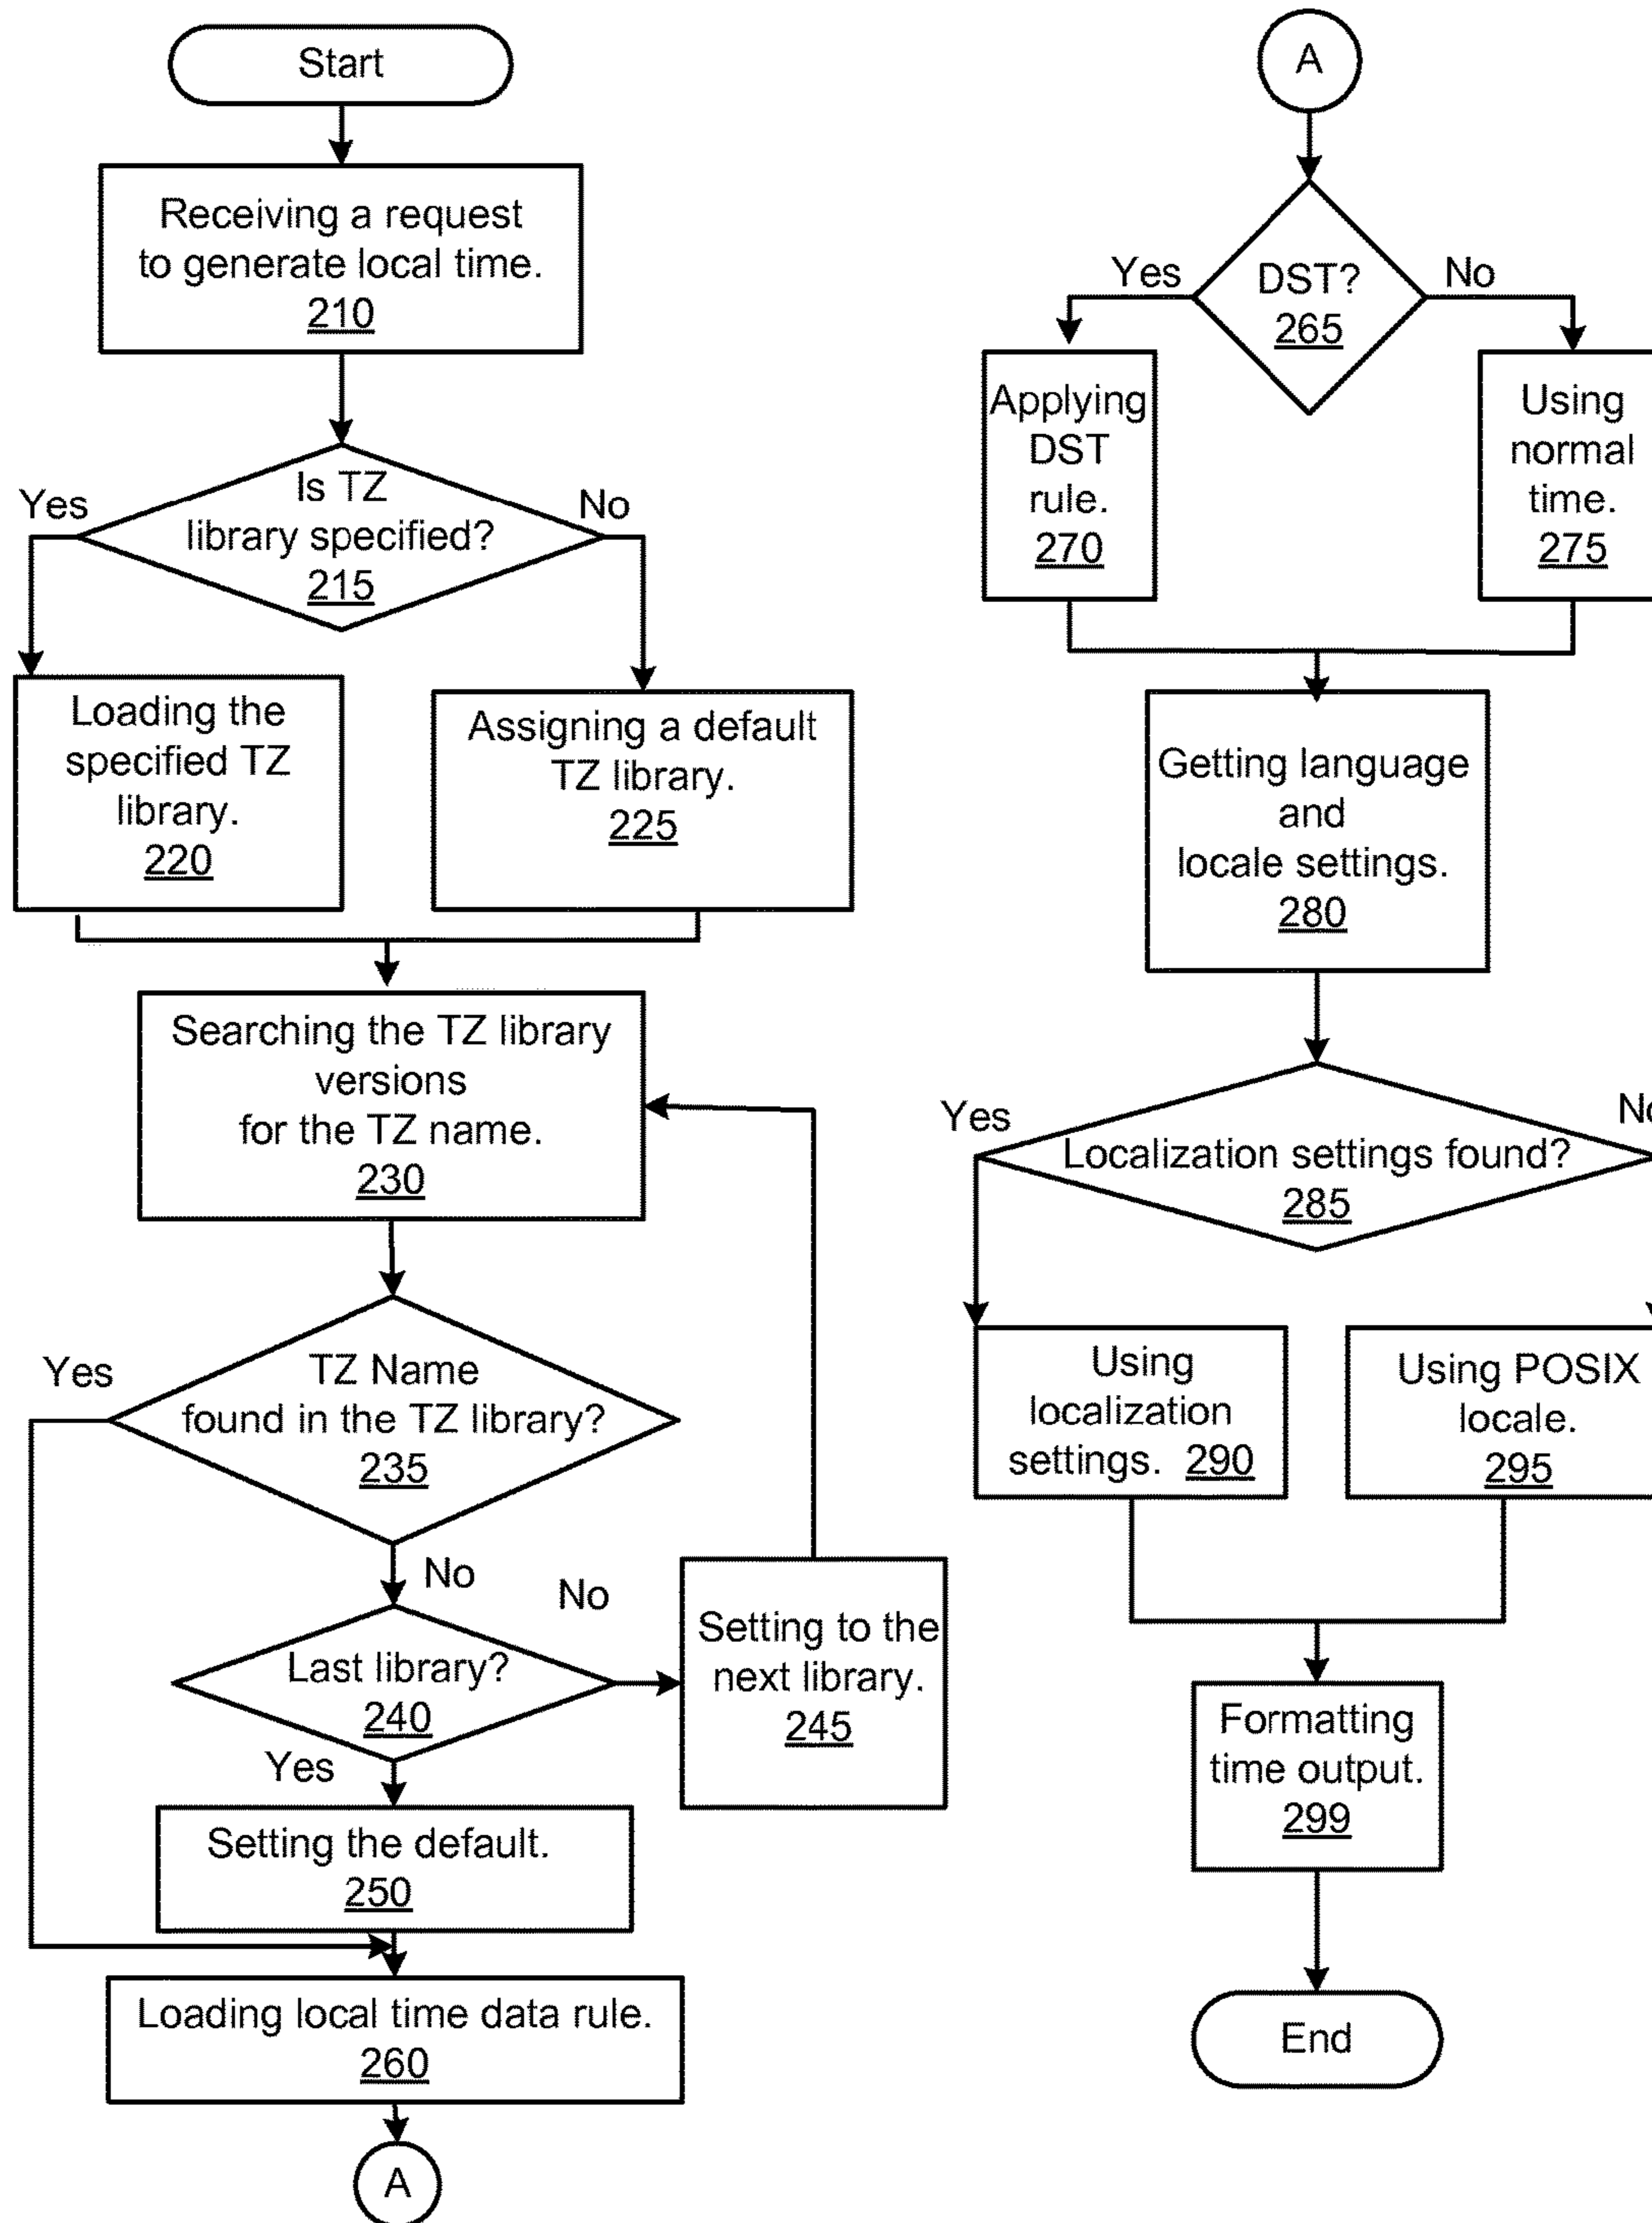 Start
Receiving a request
to generate local time.
210
Is TZ
library specified?
215
Yes
No
Loading the
specified TZ
library.
220
Assigning a default
TZ library.
225
Searching the TZ library
versions
for the TZ name.
230
TZ Name
found in the TZ library?
235
Yes
No
Last library?
240
No
Setting to the
next library.
245
Yes
Setting the default.
250
Loading local time data rule.
260
A
A
DST?
265
Yes
No
Applying
DST
rule.
270
Using
normal
time.
275
Getting language
and
locale settings.
280
Localization settings found?
285
Yes
No
Using
localization
settings. 290
Using POSIX
locale.
295
Formatting
time output.
299
End